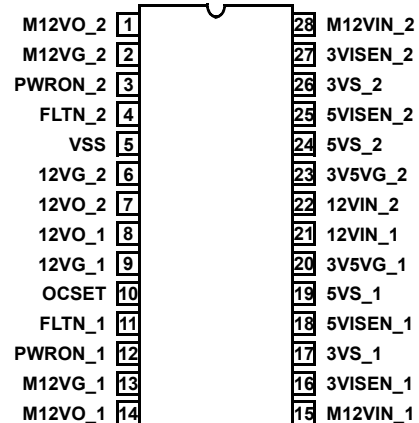 M12VO_2 1 28 M12VIN_2
M12VG_2 2 27 3VISEN_2
PWRON_2 3 26 3VS_2
FLTN_2 4 25 5VISEN_2
VSS 5 24 5VS_2
12VG_2 6 23 3V5VG_2
12VO_2 7 22 12VIN_2
12VO_1 8 21 12VIN_1
12VG_1 9 20 3V5VG_1
OCSET 10 19 5VS_1
FLTN_1 11 18 5VISEN_1
PWRON_1 12 17 3VS_1
M12VG_1 13 16 3VISEN_1
M12VO_1 14 15 M12VIN_1